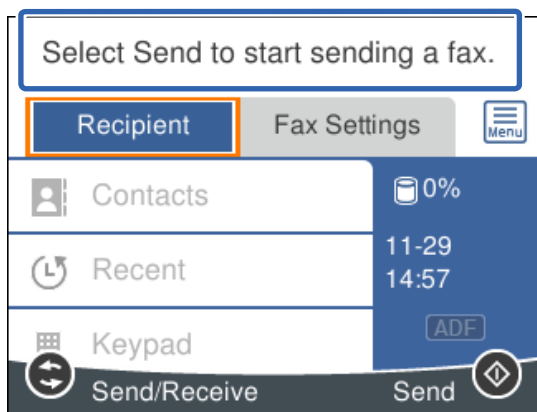 Select Send to start sending a fax.
Recipient
Fax Settings
Menu
Contacts
0%
Recent
11-29
14:57
Keypad
ADF
Send/Receive
Send